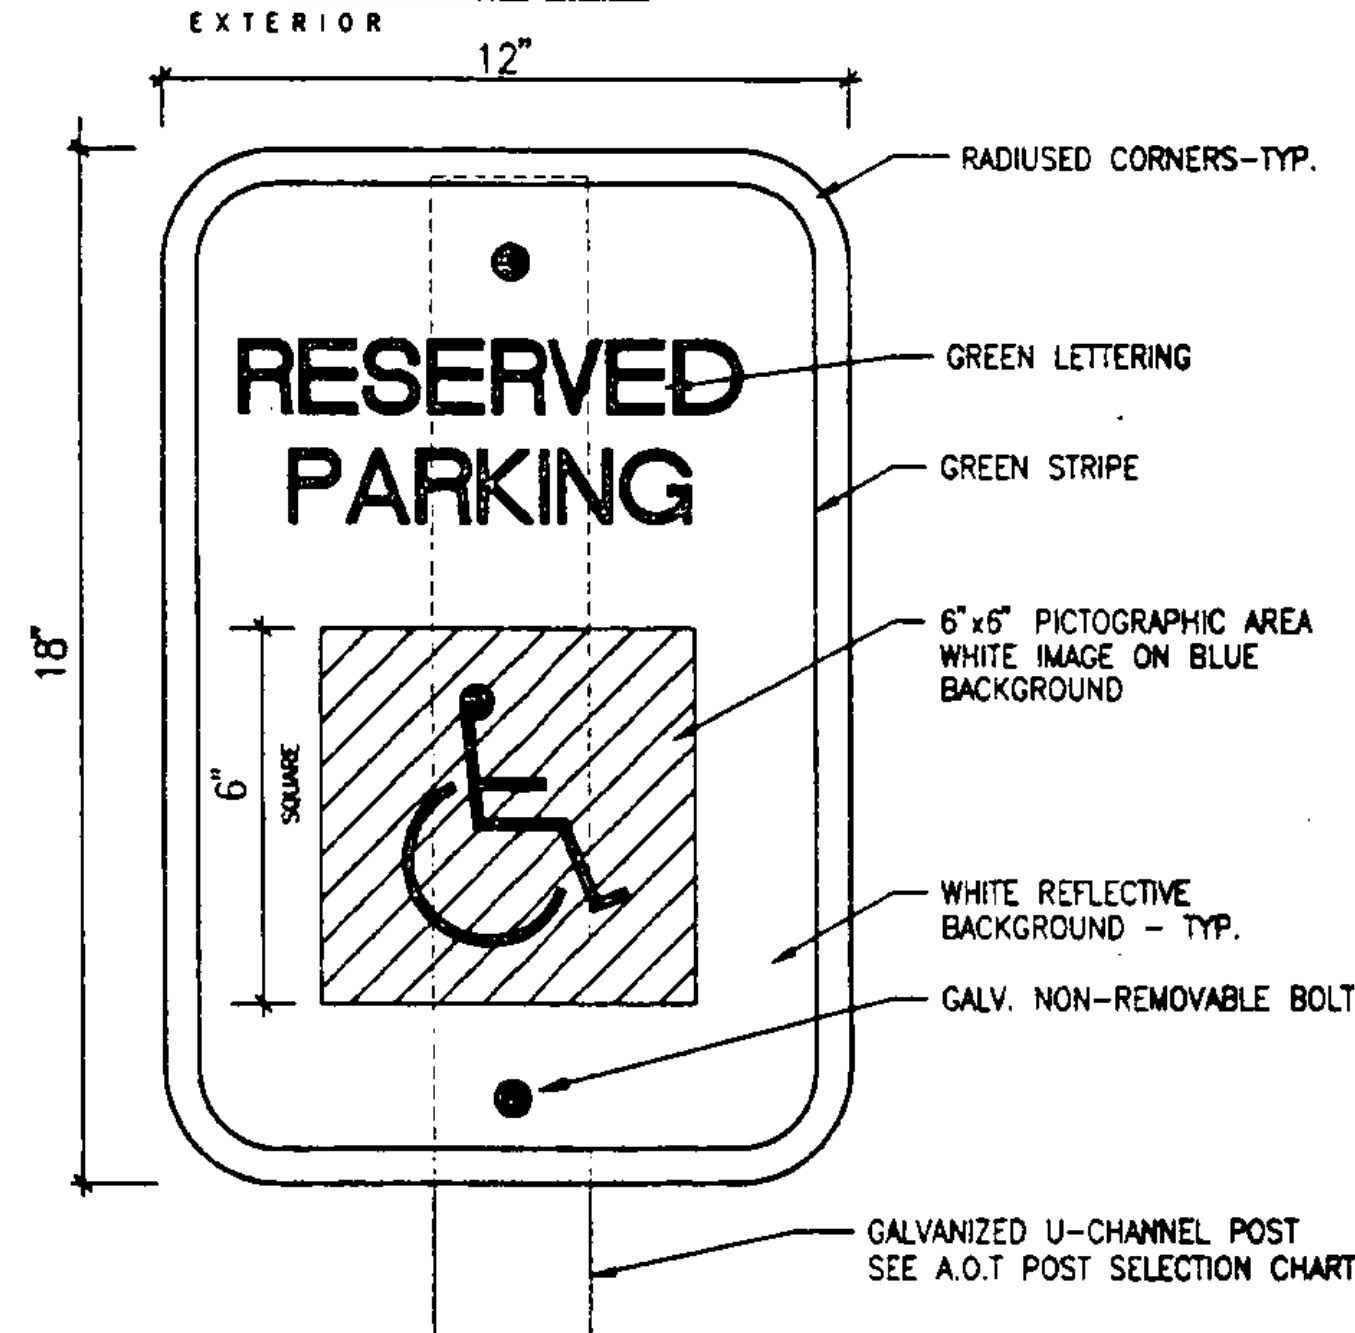 EXTERIOR
12"
RADIUSED CORNERS-TYP.
RESERVED
PARKING
GREEN LETTERING
GREEN STRIPE
18"
6"x6" PICTOGRAPHIC AREA
WHITE IMAGE ON BLUE
BACKGROUND
6"
SQUARE
WHITE REFLECTIVE
BACKGROUND - TYP.
GALV. NON-REMOVABLE BOLT
GALVANIZED U-CHANNEL POST
SEE A.O.T POST SELECTION CHART